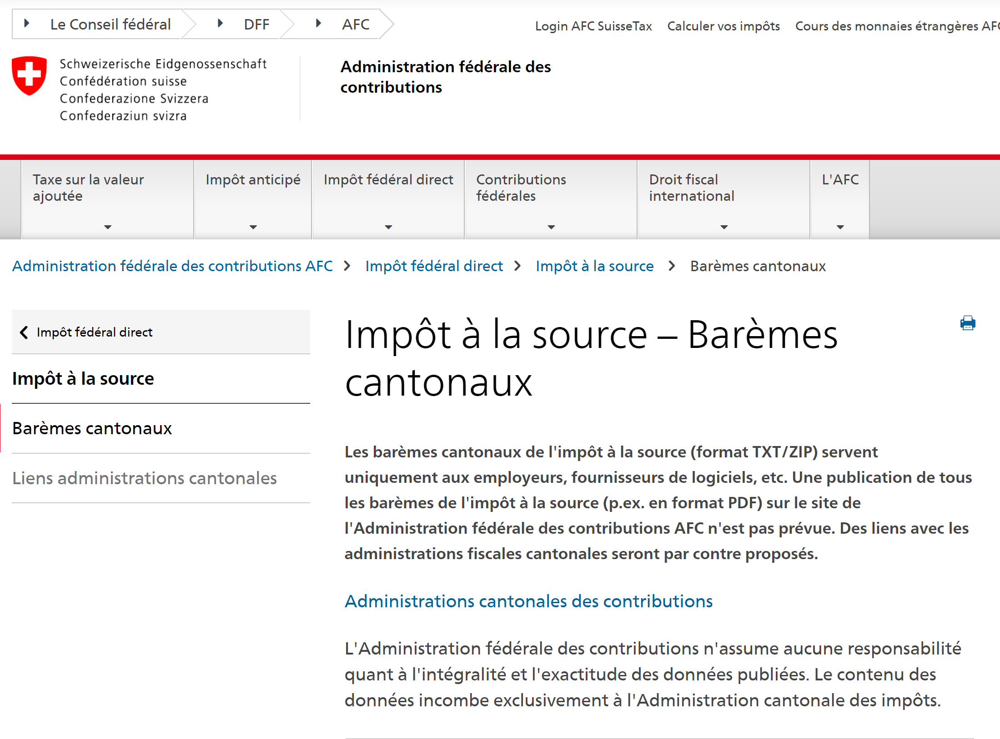 Le Conseil fédéral
DFF
AFC
Login AFC SuisseTax
Calculer vos impôts
Cours des monnaies étrangères
Schweizerische Eidgenossenschaft
Confédération suisse
Confederazione Svizzera
Confederaziun svizra
Administration fédérale des
contributions
Taxe sur la valeur
ajoutée
Impôt anticipé
Impôt fédéral direct
Contributions
fédérales
Droit fiscal
international
L'AFC
Administration fédérale des contributions AFC
Impôt fédéral direct
Impôt à la source
Barèmes cantonaux
Impôt fédéral direct
Impôt à la source
Barèmes cantonaux
Liens administrations cantonales
Impôt à la source – Barèmes
cantonaux
Les barèmes cantonaux de l'impôt à la source (format TXT/ZIP) servent
uniquement aux employeurs, fournisseurs de logiciels, etc. Une publication de tous
les barèmes de l'impôt à la source (p.ex. en format PDF) sur le site de
l'Administration fédérale des contributions AFC n'est pas prévue. Des liens avec les
administrations fiscales cantonales seront par contre proposés.
Administrations cantonales des contributions
L'Administration fédérale des contributions n'assume aucune responsabilité
quant à l'intégralité et l'exactitude des données publiées. Le contenu des
données incombe exclusivement à l'Administration cantonale des impôts.